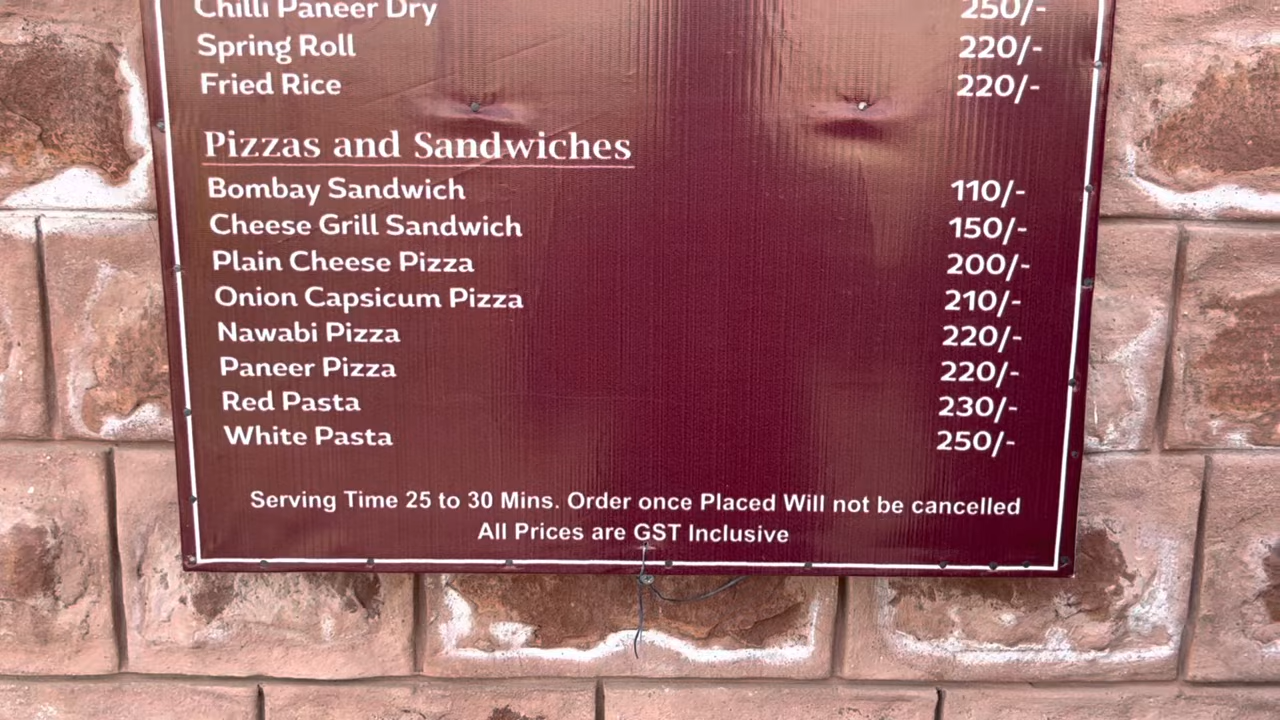 Chilli Paneer Dry 250/-
Spring Roll 220/-
Fried Rice 220/-
Pizzas and Sandwiches
Bombay Sandwich 110/-
Cheese Grill Sandwich 150/-
Plain Cheese Pizza 200/-
Onion Capsicum Pizza 210/-
Nawabi Pizza 220/-
Paneer Pizza 220/-
Red Pasta 230/-
White Pasta 250/-
Serving Time 25 to 30 Mins. Order once Placed Will not be cancelled
All Prices are GST Inclusive